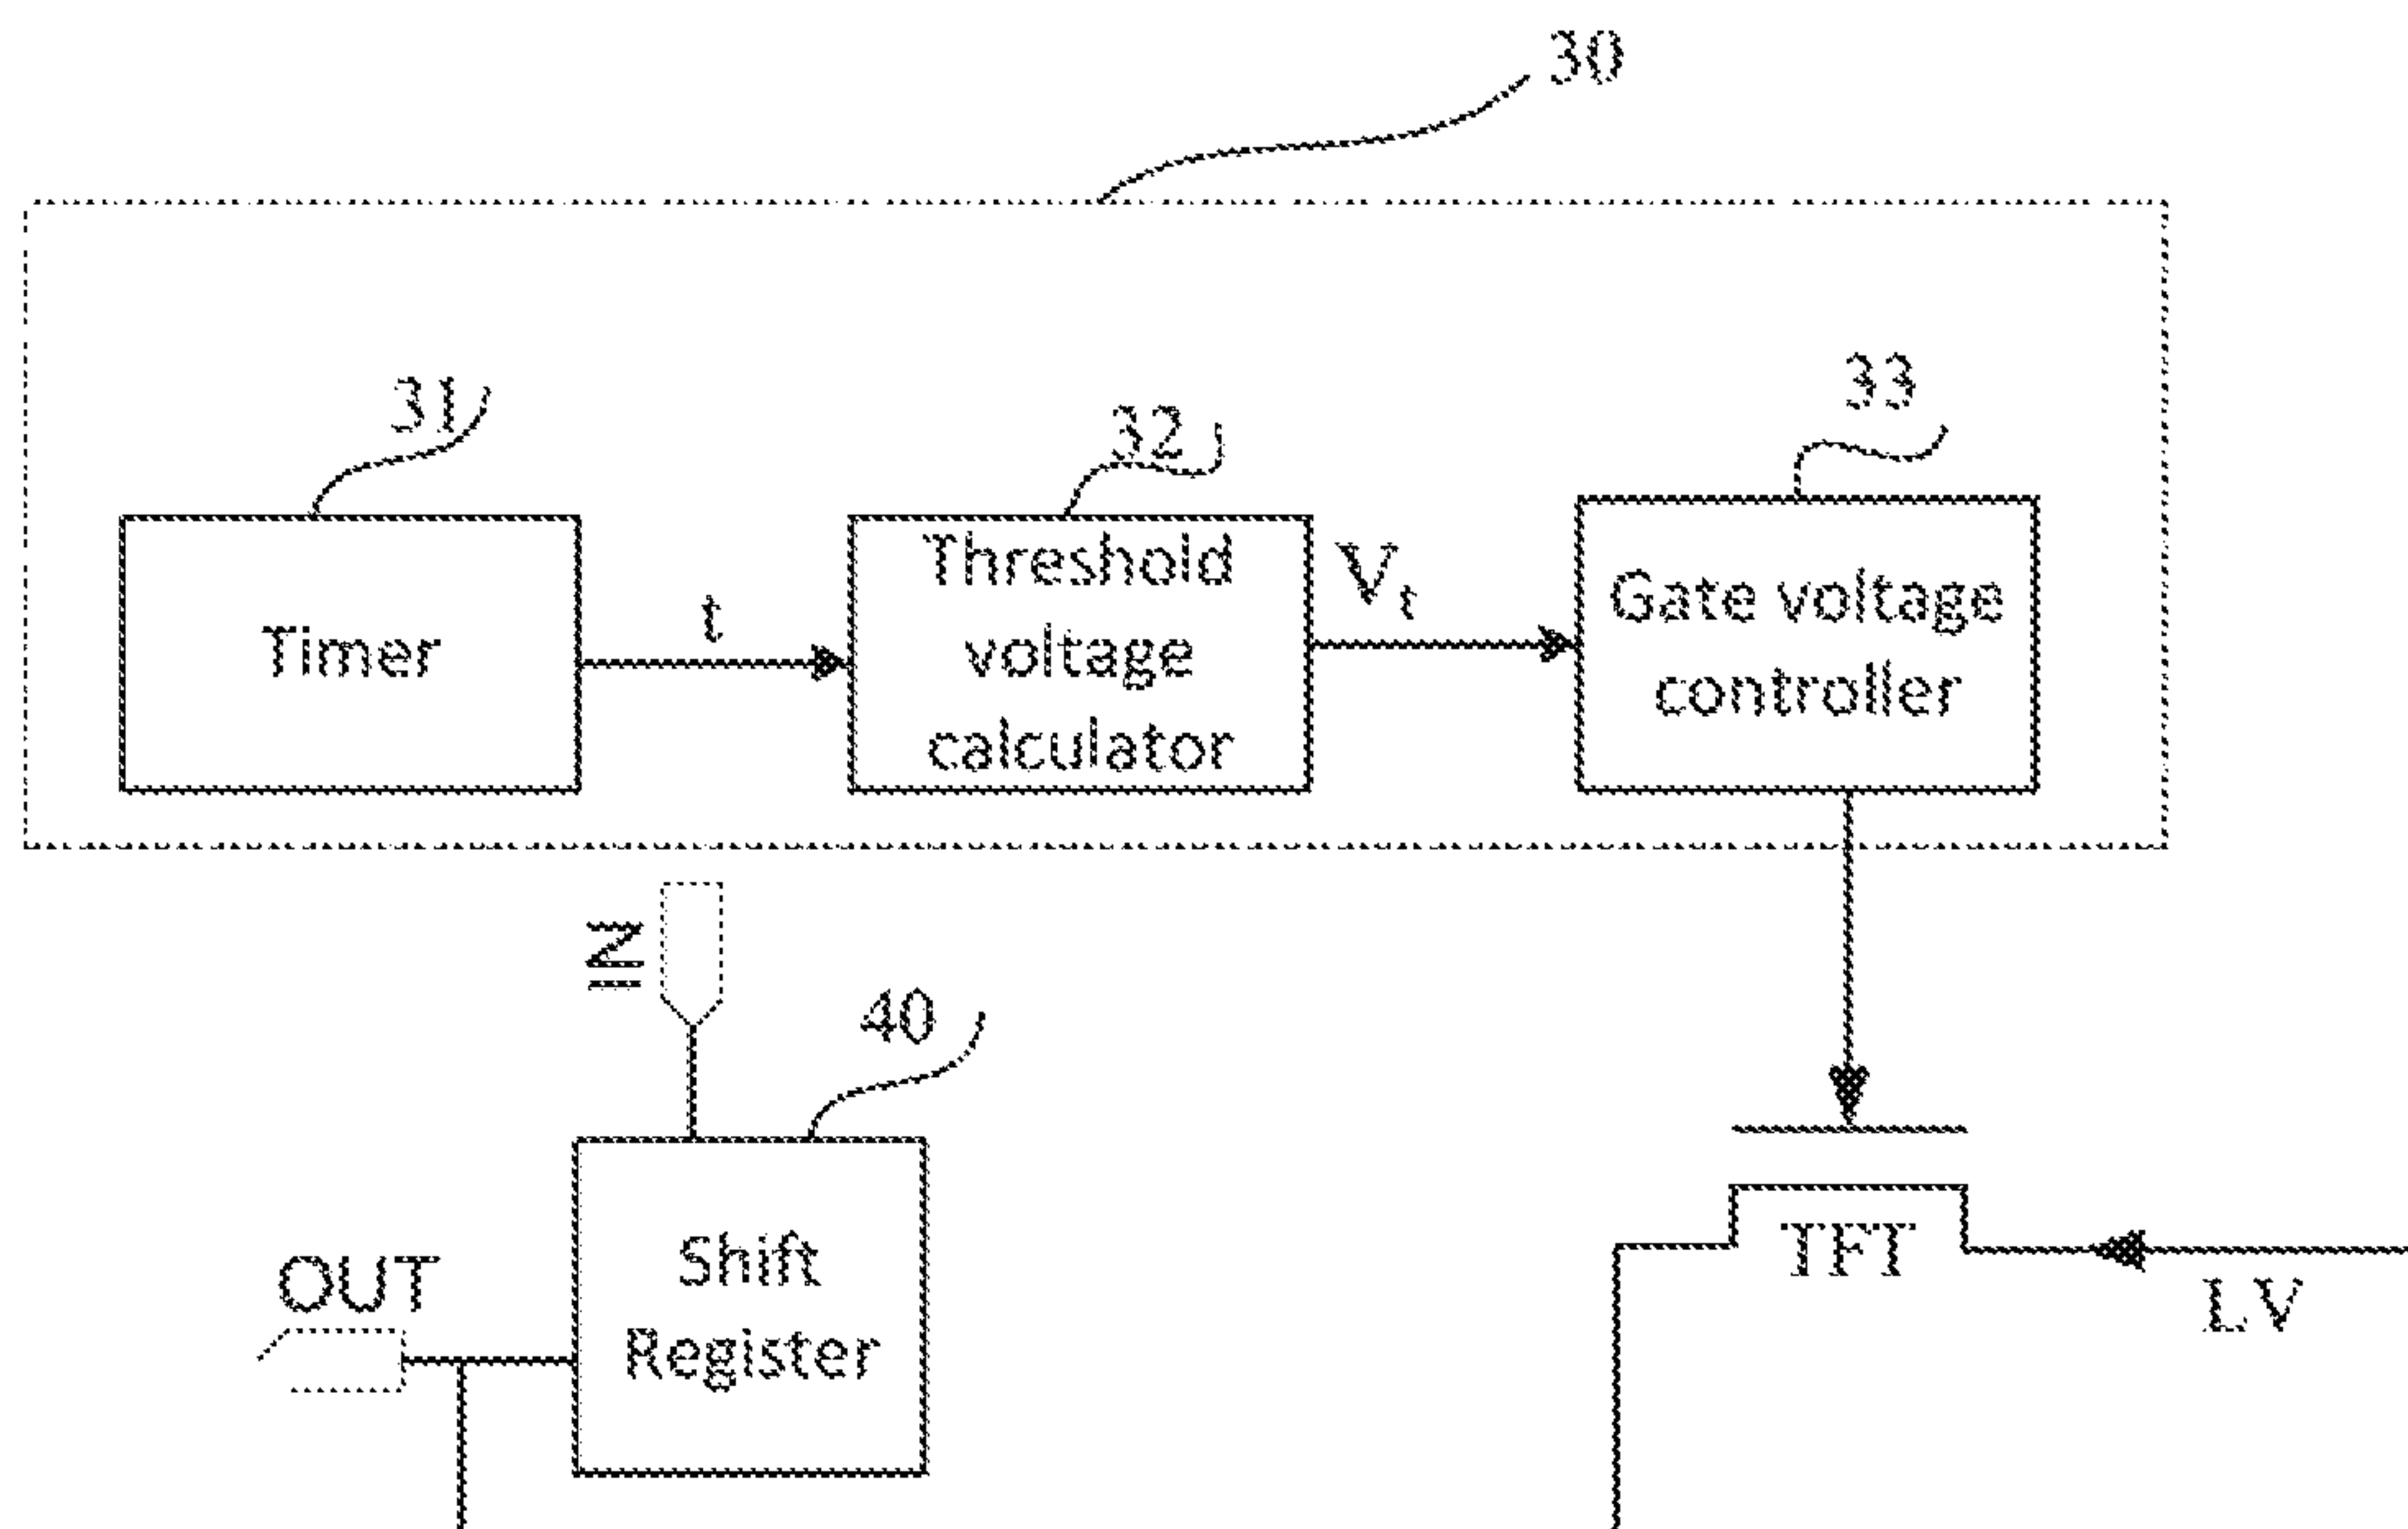 30
31
32
33
Timer
t
Threshold
voltage
calculator
Vₜ
Gate voltage
controller
IN
40
Shift
Register
OUT
TFT
LV